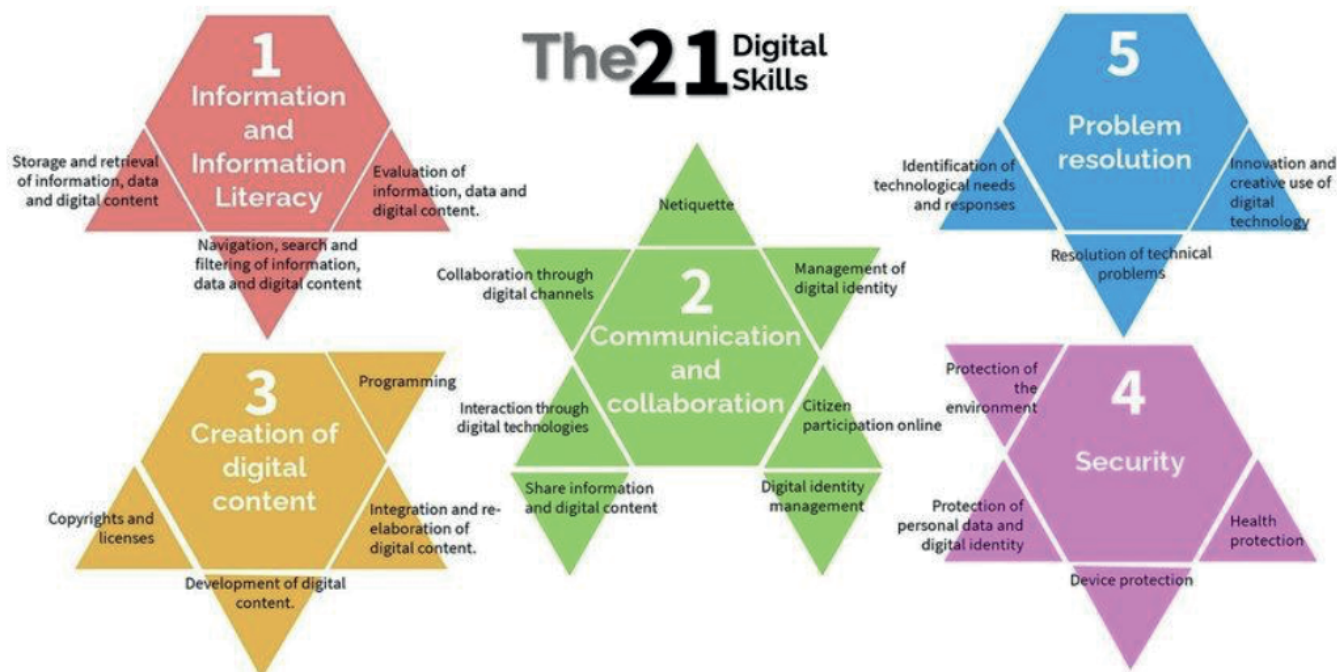 The 21 Digital
Skills
1
Information
and
Information
Literacy
Storage and retrieval
of information, data
and digital content
Evaluation of
information, data and
digital content.
Navigation, search and
filtering of information,
data and digital content
2
Communication
and
collaboration
Netiquette
Collaboration through
digital channels
Management of
digital identity
Interaction through
digital technologies
Citizen
participation online
Share information
and digital content
Digital identity
management
3
Creation of
digital
content
Programming
Copyrights and
licenses
Integration and re-
elaboration of
digital content.
Development of digital
content.
5
Problem
resolution
Identification of
technological needs
and responses
Innovation and
creative use of
digital
technology
Resolution of technical
problems
4
Security
Protection of
the
environment
Protection of
personal data and
digital identity
Health
protection
Device protection